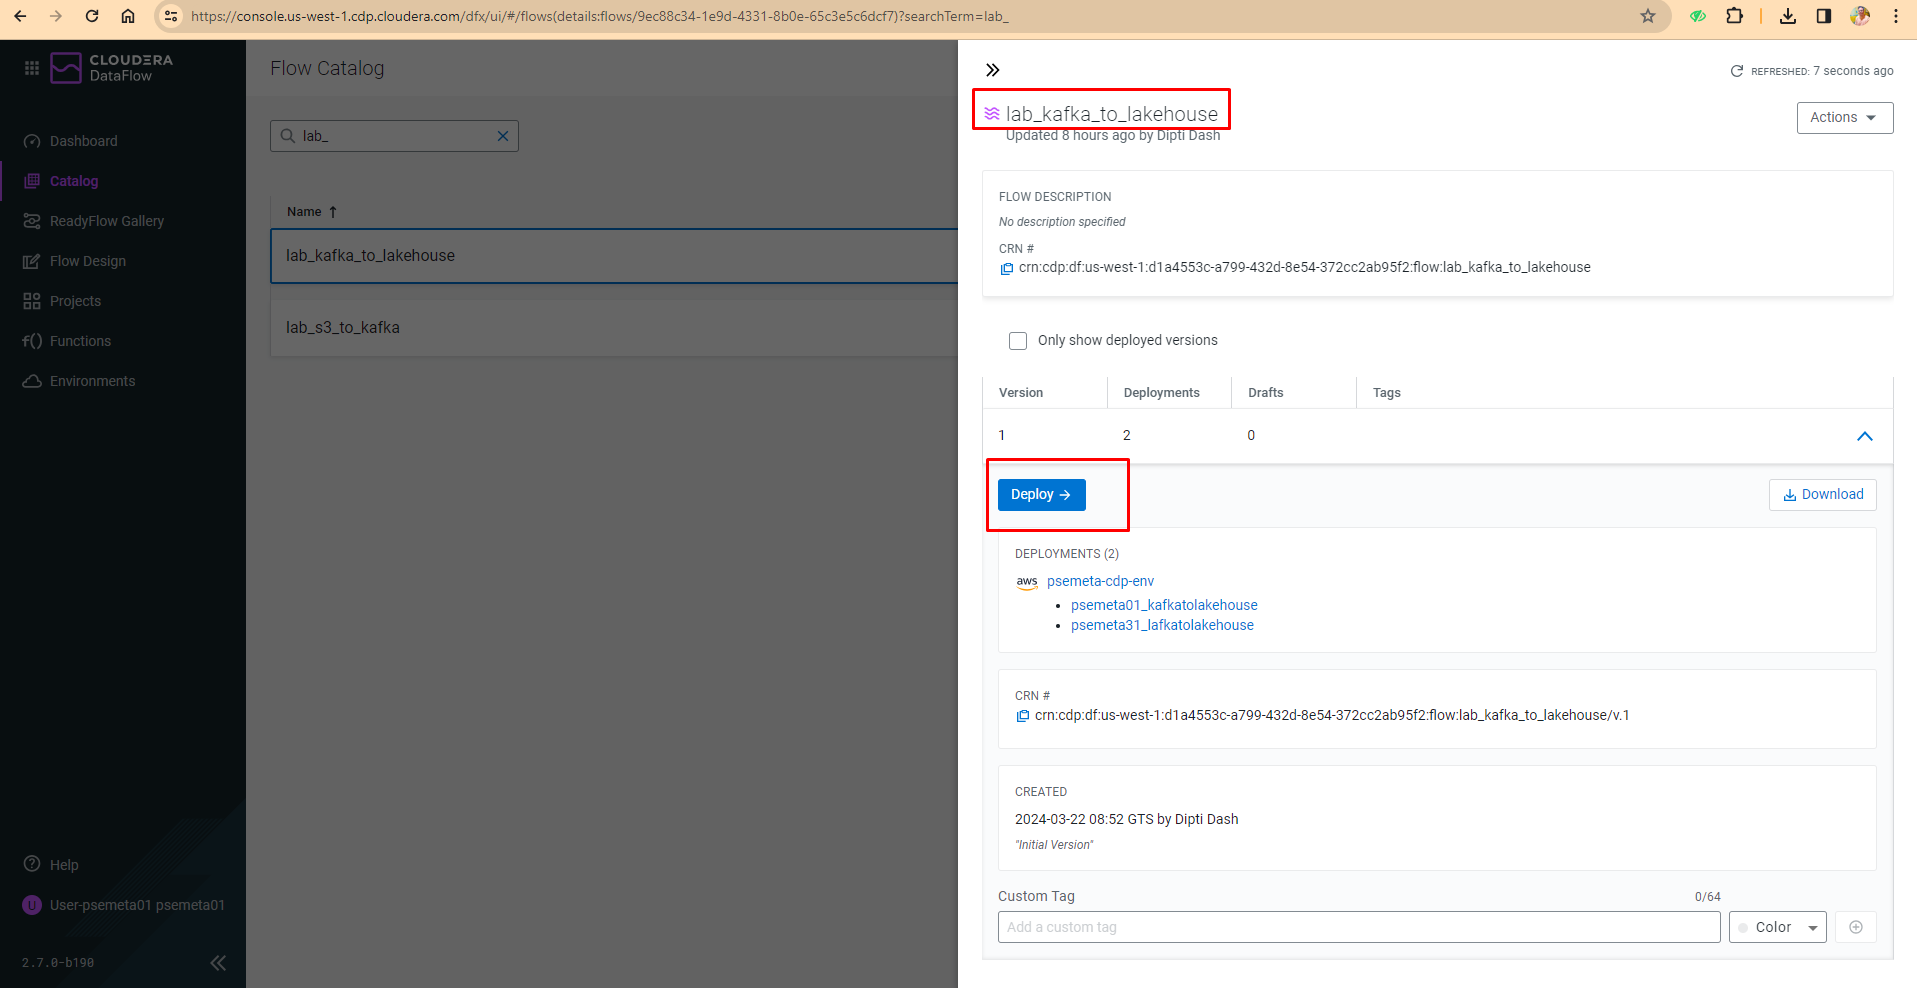 https://console.us-west-1.cdp.cloudera.com/dfx/ui/#/flows(details:flows/9ec88c34-1e9d-4331-8b0e-65c3e5c6dcf7)?searchTerm=lab_
CLOUDERA
DataFlow
Dashboard
Catalog
ReadyFlow Gallery
Flow Design
Projects
f() Functions
Environments
Help
U User-psemeta01 psemeta01
2.7.0-b190
Flow Catalog
lab_
Name
lab_kafka_to_lakehouse
lab_s3_to_kafka
REFRESHED: 7 seconds ago
lab_kafka_to_lakehouse
Updated 8 hours ago by Dipti Dash
Actions
FLOW DESCRIPTION
No description specified
CRN #
crn:cdp:df:us-west-1:d1a4553c-a799-432d-8e54-372cc2ab95f2:flow:lab_kafka_to_lakehouse
Only show deployed versions
Version Deployments Drafts Tags
1 2 0
Deploy
Download
DEPLOYMENTS (2)
aws psemeta-cdp-env
• psemeta01_kafkatolakehouse
• psemeta31_lafkatolakehouse
CRN #
crn:cdp:df:us-west-1:d1a4553c-a799-432d-8e54-372cc2ab95f2:flow:lab_kafka_to_lakehouse/v.1
CREATED
2024-03-22 08:52 GTS by Dipti Dash
"Initial Version"
Custom Tag 0/64
Add a custom tag
Color